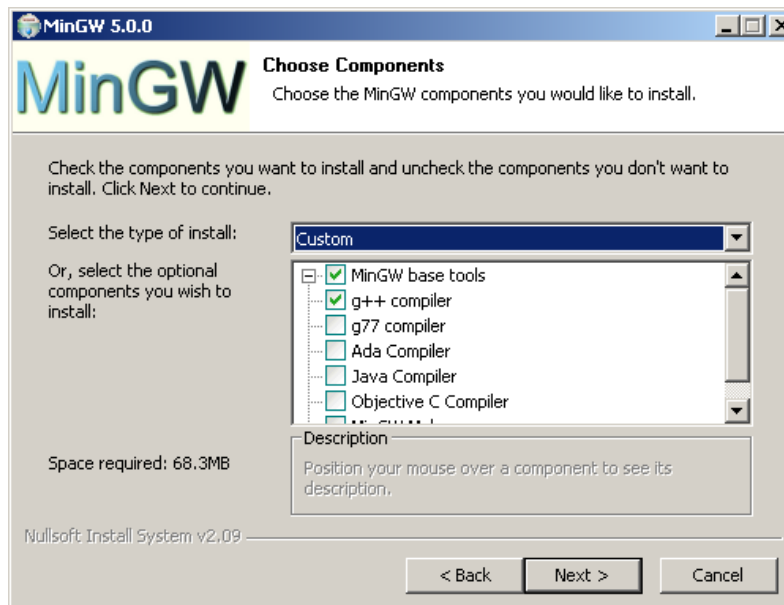 MinGW 5.0.0
MinGW
Choose Components
Choose the MinGW components you would like to install.
Check the components you want to install and uncheck the components you don't want to
install. Click Next to continue.
Select the type of install:
Custom
Or, select the optional
components you wish to
install:
MinGW base tools
g++ compiler
g77 compiler
Ada Compiler
Java Compiler
Objective C Compiler
Space required: 68.3MB
Description
Position your mouse over a component to see its
description.
Nullsoft Install System v2.09
< Back
Next >
Cancel